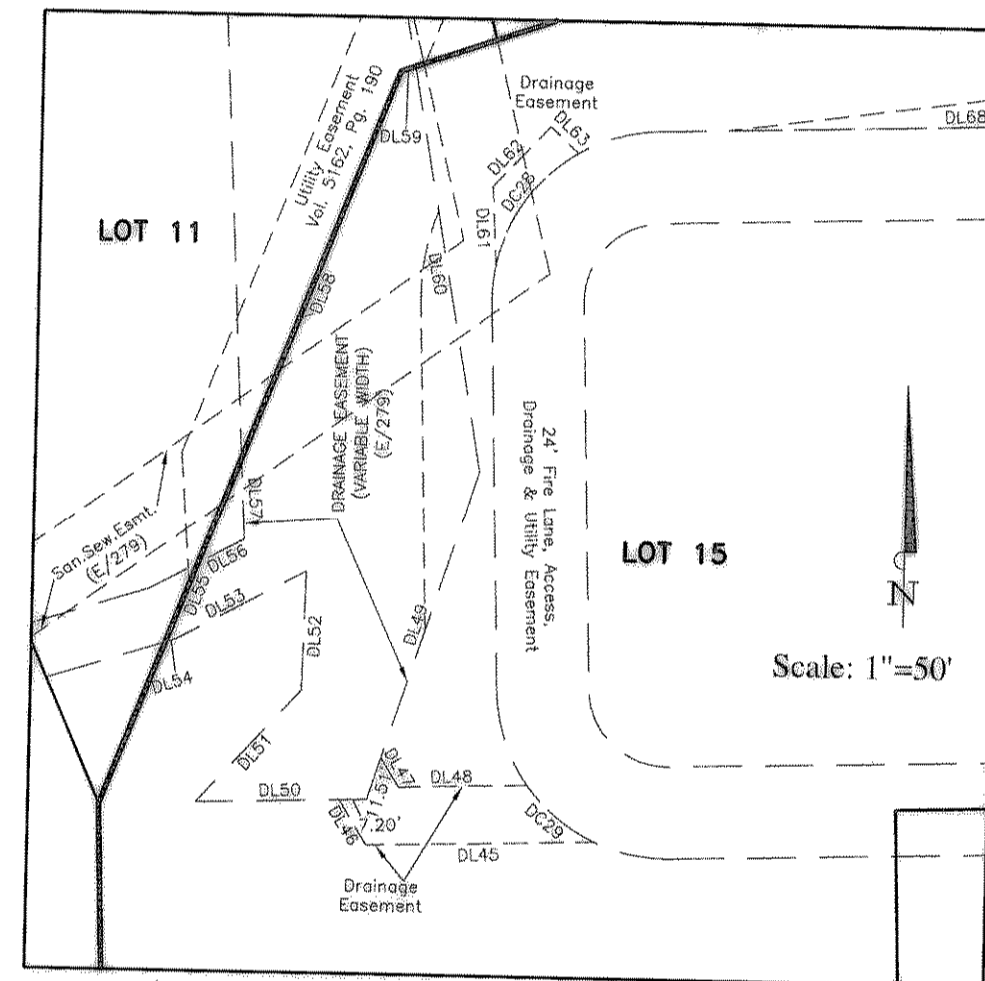 Drainage
Easement
DL59
DL62
DL63
DL68
Utility Easement
Vol. 5162, Pg. 190
DC28
LOT 11
DL61
DL60
DL58
DRAINAGE EASEMENT
(VARIABLE WIDTH)
(E/279)
24' Fire Lane, Access,
Drainage & Utility Easement
San.Sew.Esmt.
(E/279)
DL57
DL56
DL55
LOT 15
DL53
DL52
DL49
N
DL54
Scale: 1"=50'
DL51
DL50
DL47
DL48
11.51'
DL46
7.20'
DC29
DL45
Drainage
Easement